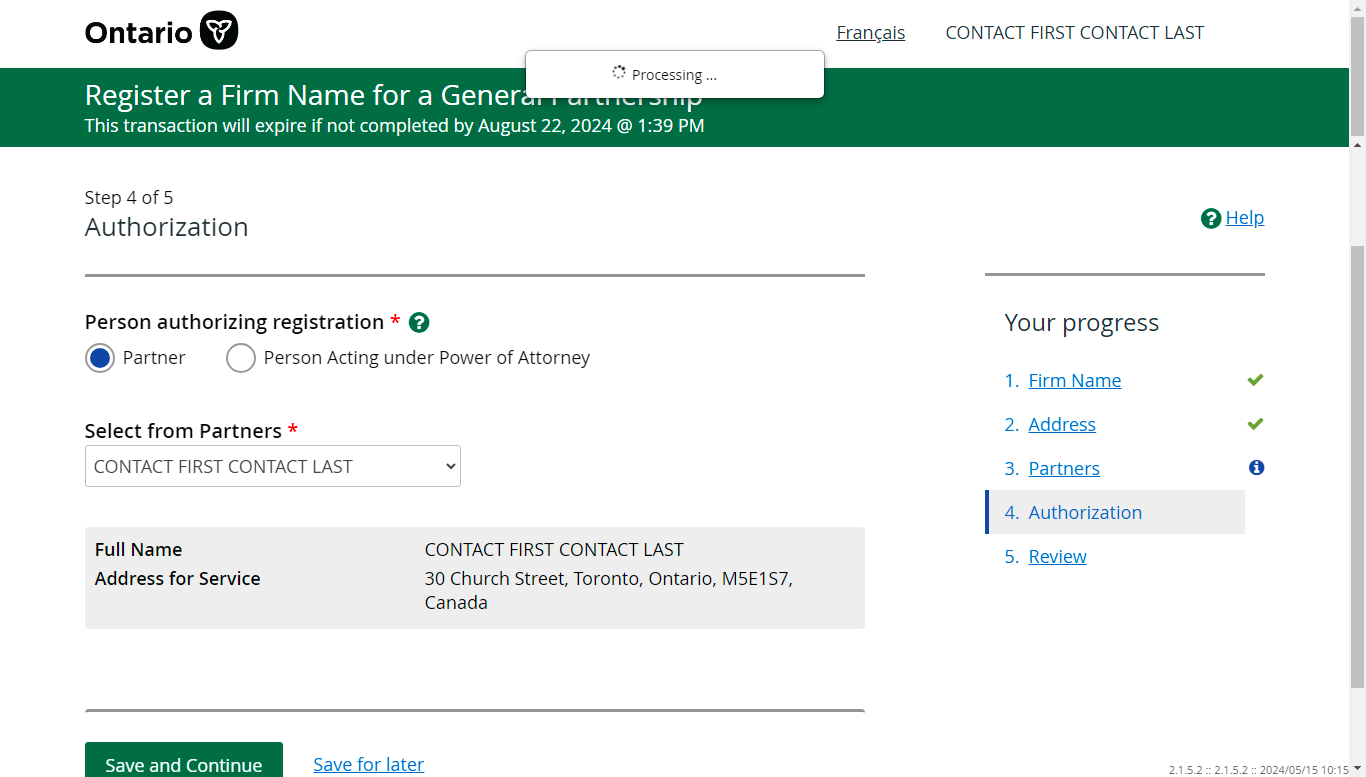 Ontario
Français
CONTACT FIRST CONTACT LAST
Processing ...
Register a Firm Name for a General Partnership
This transaction will expire if not completed by August 22, 2024 @ 1:39 PM
Step 4 of 5
Authorization
? Help
Person authorizing registration * ?
Partner
Person Acting under Power of Attorney
Select from Partners *
CONTACT FIRST CONTACT LAST
Full Name CONTACT FIRST CONTACT LAST
Address for Service 30 Church Street, Toronto, Ontario, M5E1S7,
Canada
Save and Continue
Save for later
Your progress
1. Firm Name
2. Address
3. Partners
4. Authorization
5. Review
2.1.5.2 :: 2.1.5.2 :: 2024/05/15 10:15